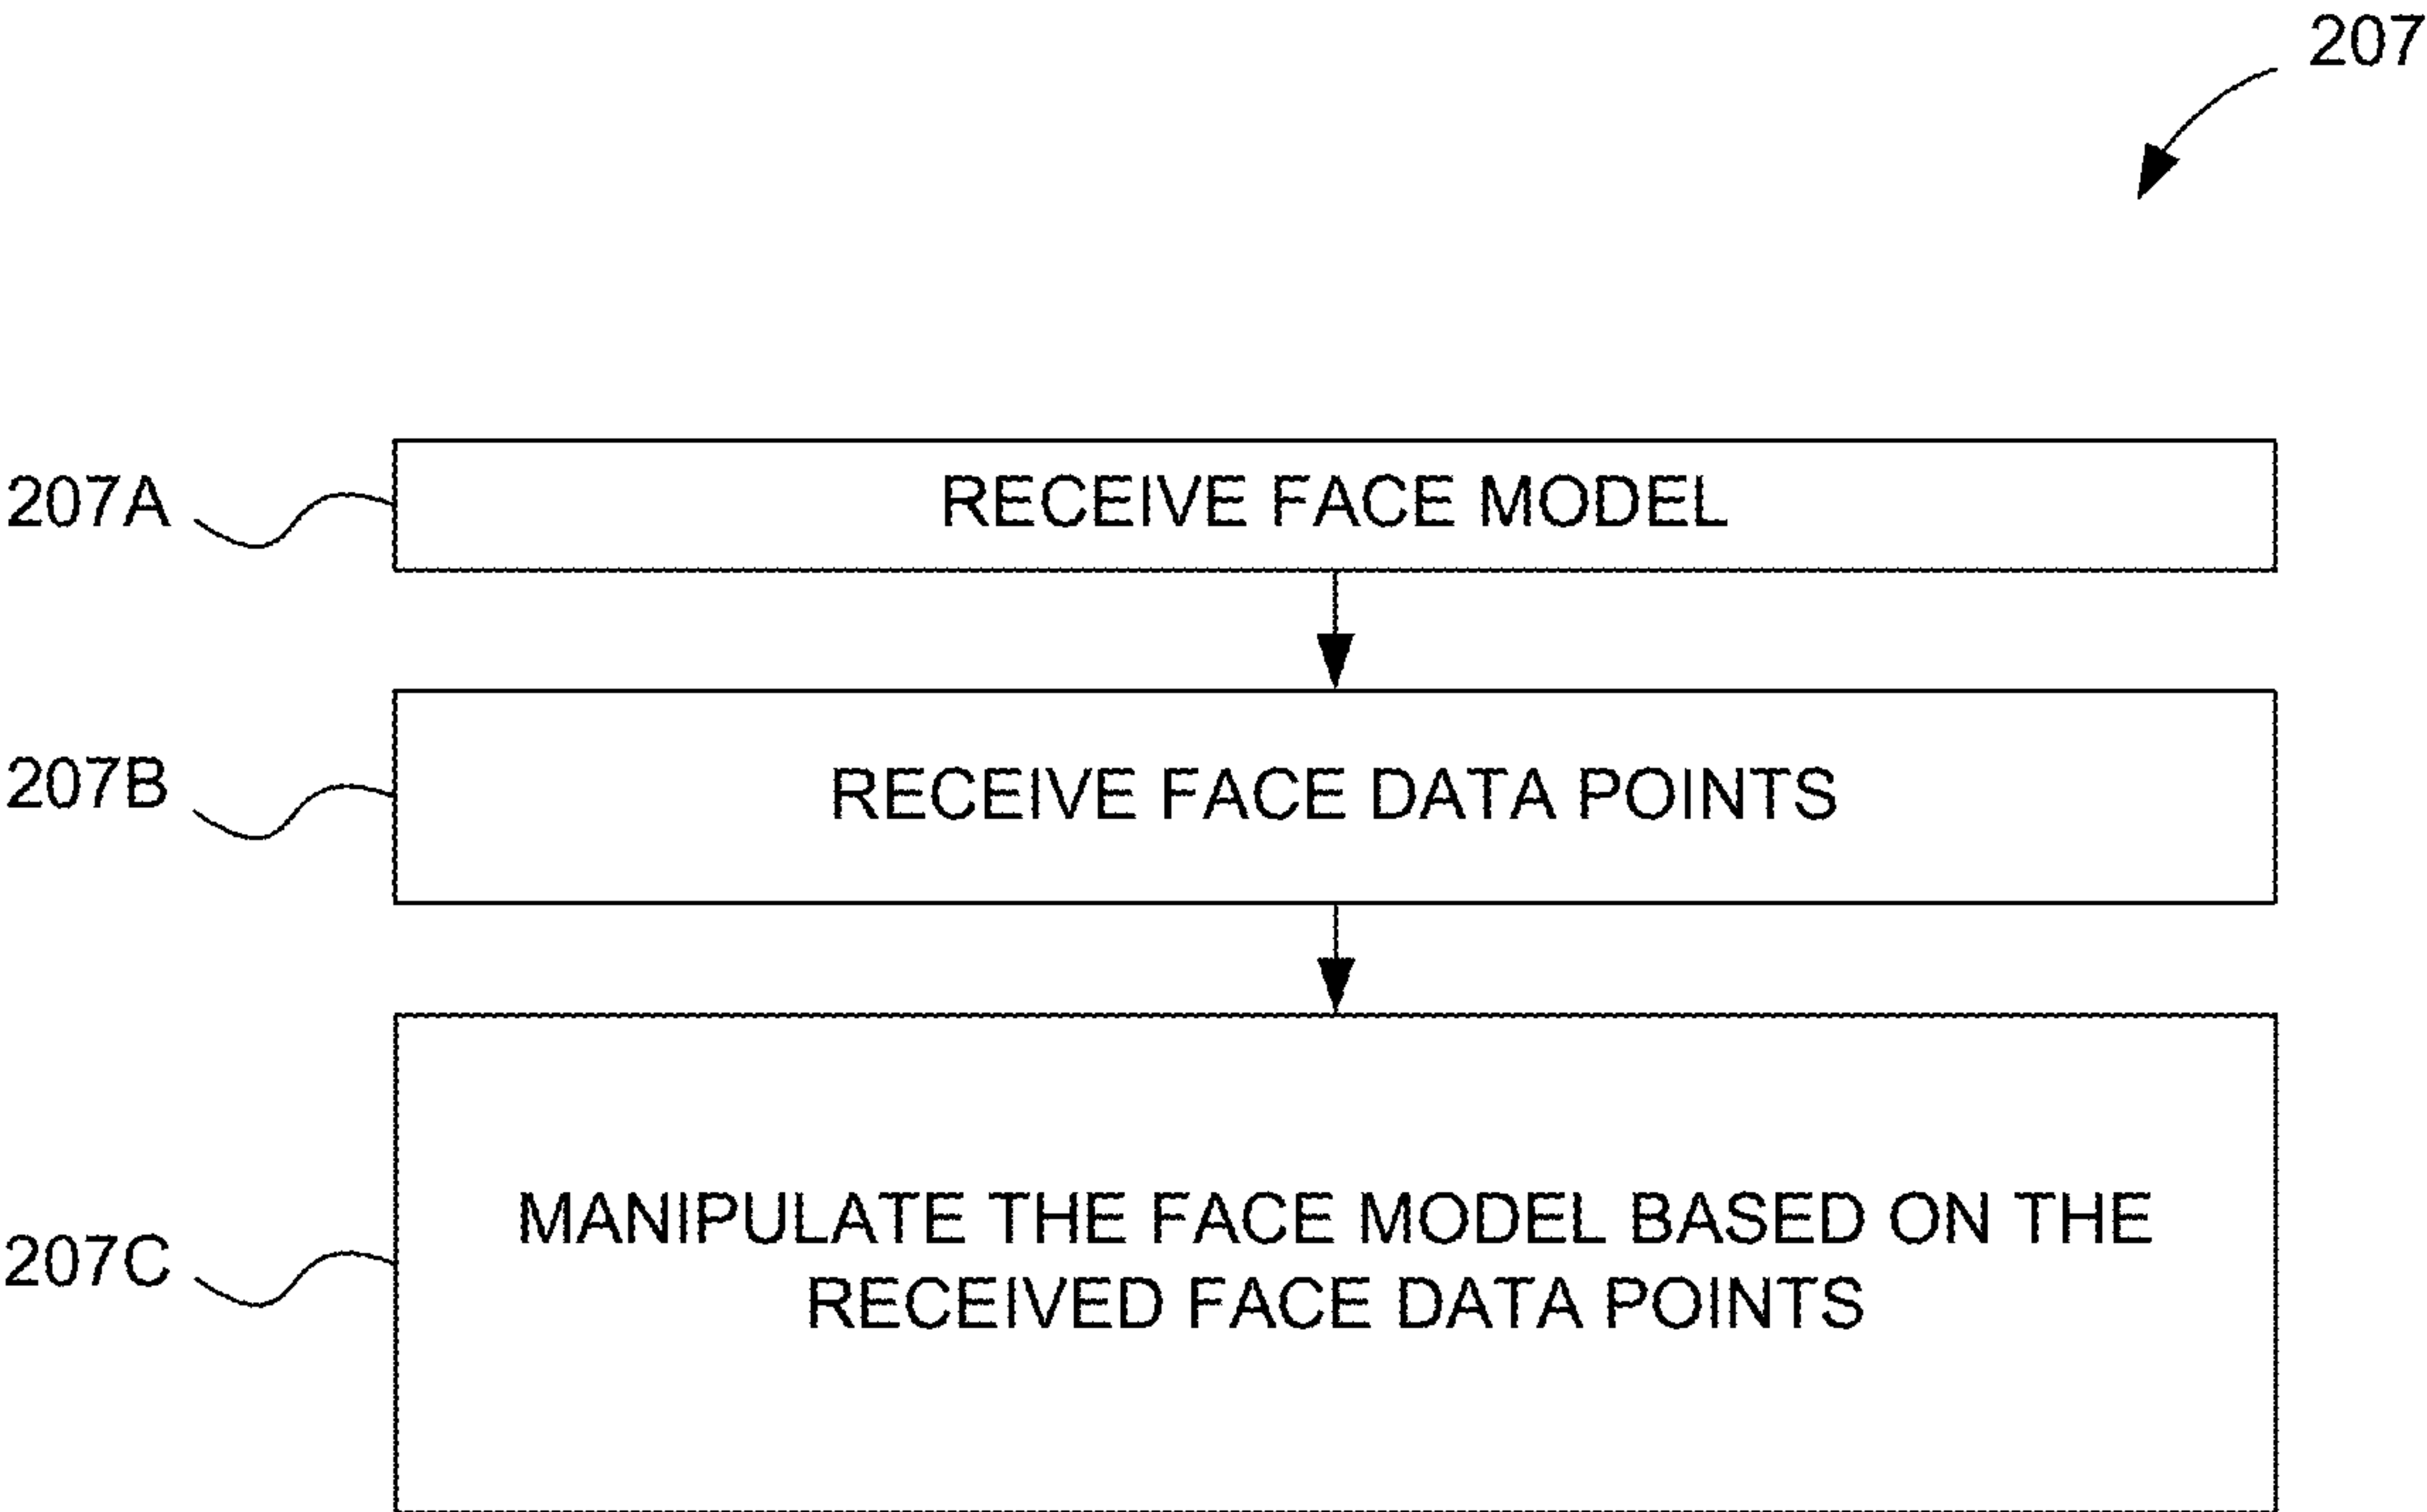 207
207A
RECEIVE FACE MODEL
207B
RECEIVE FACE DATA POINTS
207C
MANIPULATE THE FACE MODEL BASED ON THE
RECEIVED FACE DATA POINTS